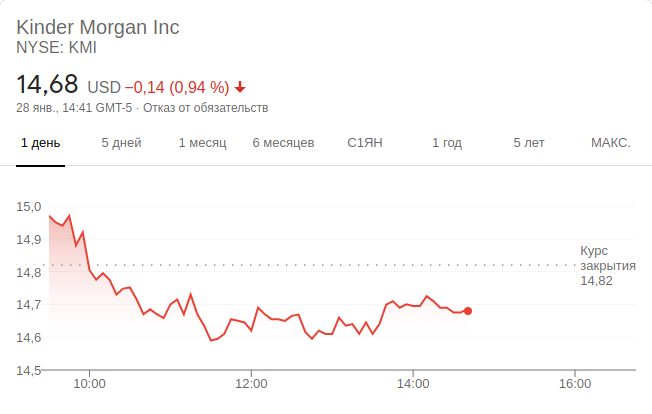 Kinder Morgan Inc
NYSE: KMI
14,68 USD −0,14 (0,94 %)
28 янв., 14:41 GMT-5 · Отказ от обязательств
1 день 5 дней 1 месяц 6 месяцев С1ЯН 1 год 5 лет МАКС.
15,0
14,9
14,8
14,7
14,6
14,5
Курс
закрытия
14,82
10:00 12:00 14:00 16:00